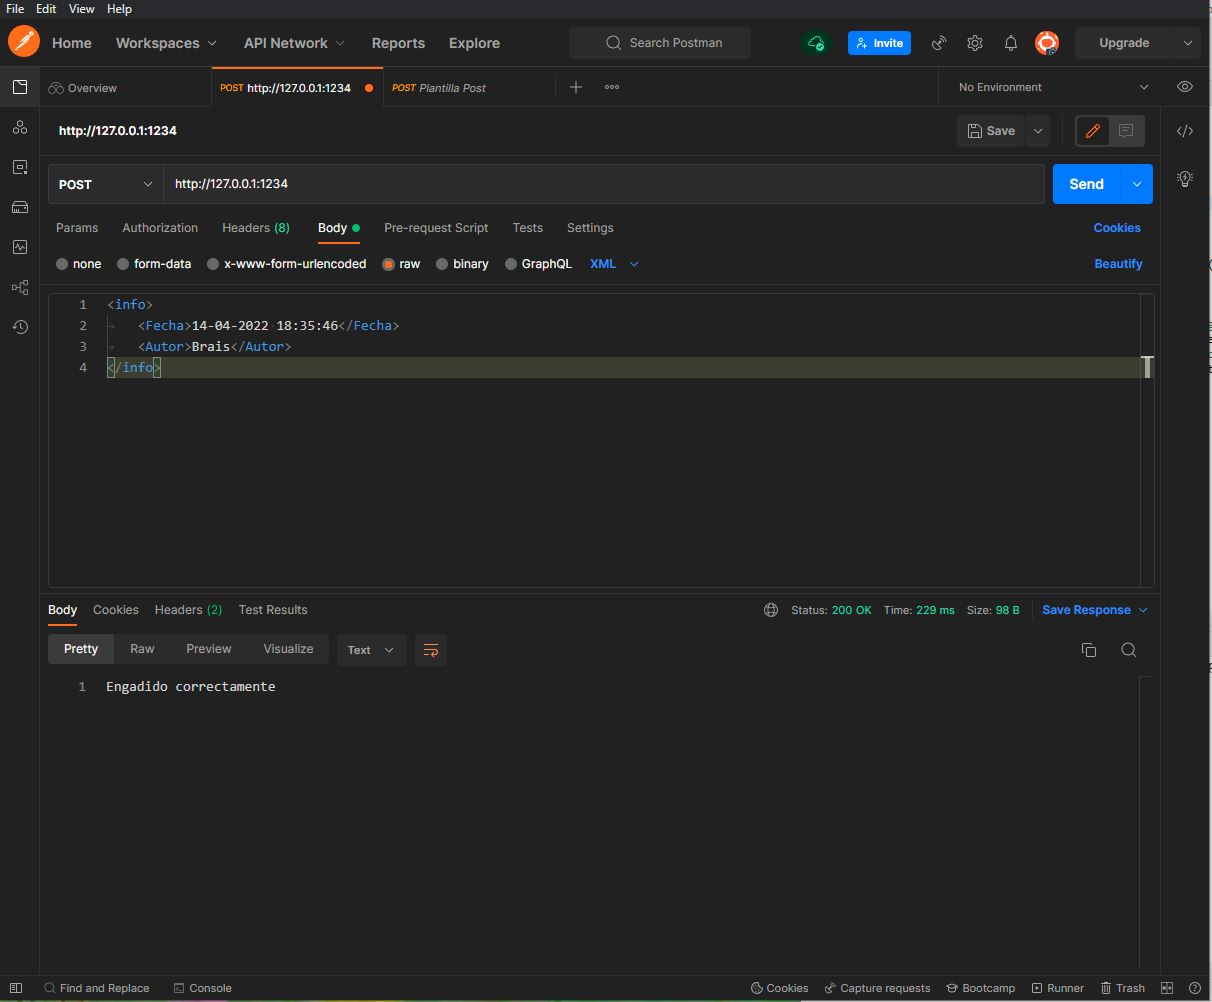 File Edit View Help
Home Workspaces API Network Reports Explore Search Postman Invite Upgrade
Overview POST http://127.0.0.1:1234 POST Plantilla Post No Environment
http://127.0.0.1:1234 Save
POST http://127.0.0.1:1234 Send
Params Authorization Headers (8) Body Pre-request Script Tests Settings Cookies
none form-data x-www-form-urlencoded raw binary GraphQL XML Beautify
1 <info>
2 <Fecha>14-04-2022 18:35:46</Fecha>
3 <Autor>Brais</Autor>
4 </info>
Body Cookies Headers (2) Test Results Status: 200 OK Time: 229 ms Size: 98 B Save Response
Pretty Raw Preview Visualize Text
1 Engadido correctamente
Find and Replace Console Cookies Capture requests Bootcamp Runner Trash